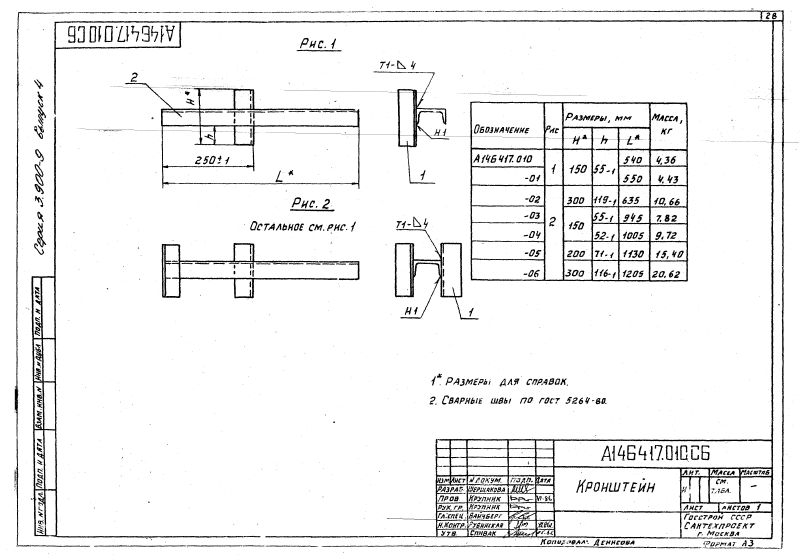 128
А14Б417.010СБ
Серия 3.900-9 Выпуск 4
Рис. 1
2
H*
h
250±1
L*
Т1-◺ 4
Н1
1
Рис. 2
Остальное см. рис. 1
Т1-◺ 4
Н1
1
Обозначение Рис Размеры, мм Масса, кг
H* h L*
А14Б417.010 1 150 55-1 540 4,36
-01 550 4,43
-02 2 300 119-1 635 10,66
-03 150 55-1 945 7,82
-04 52-1 1005 9,72
-05 200 71-1 1130 15,40
-06 300 116-1 1205 20,62
1*. Размеры для справок.
2. Сварные швы по ГОСТ 5264-80.
Подп. и дата
Инв. № дубл.
Взам. инв. №
Подп. и дата
Инв. № подл.
А14Б417.010СБ
Кронштейн
Лит. Масса Масштаб
И см. табл. –
Лист Листов 1
Госстрой СССР
Сантехпроект
г. Москва
Изм Лист № докум. Подп. Дата
Разраб. Шершакова
Пров Крупник
Рук. гр. Крупник
Гл. спец. Вайнберг
Н. контр. Рубинская
Утв. Спивак
Копировал: Денисова Формат А3